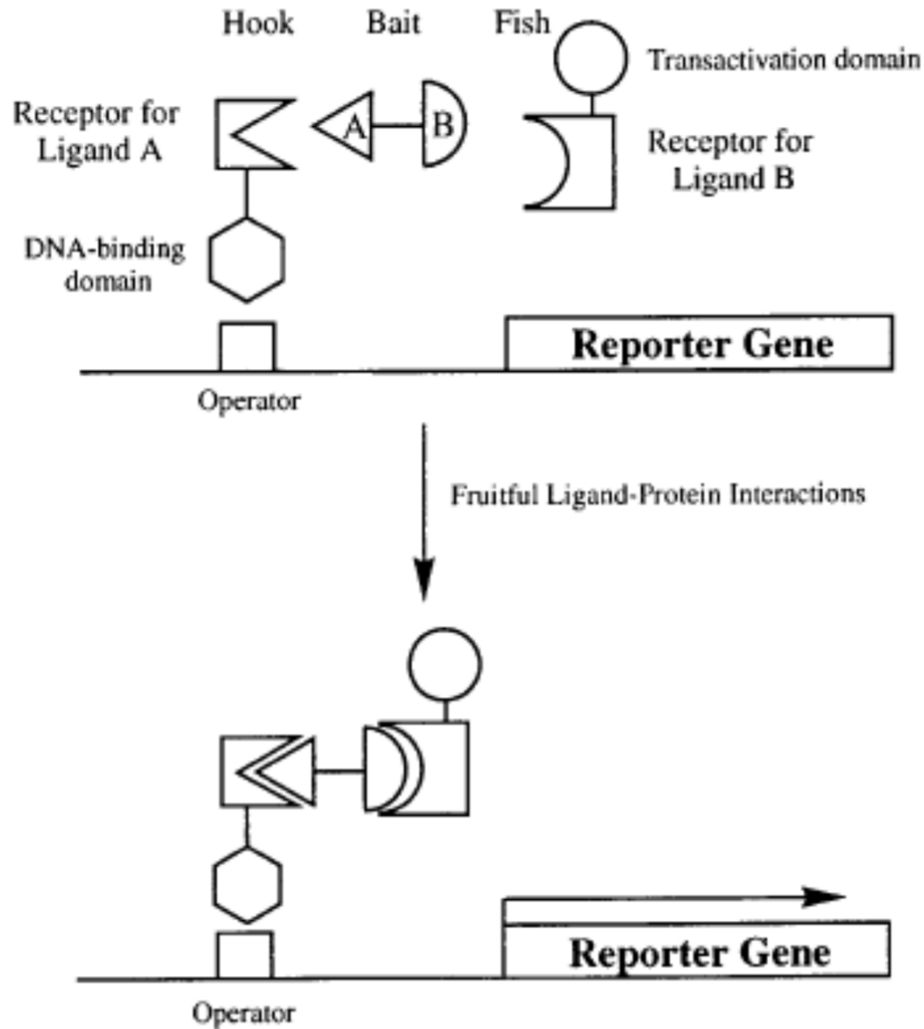 Hook Bait Fish
Transactivation domain
Receptor for
Ligand A
A B
Receptor for
Ligand B
DNA-binding
domain
Reporter Gene
Operator
Fruitful Ligand-Protein Interactions
Reporter Gene
Operator